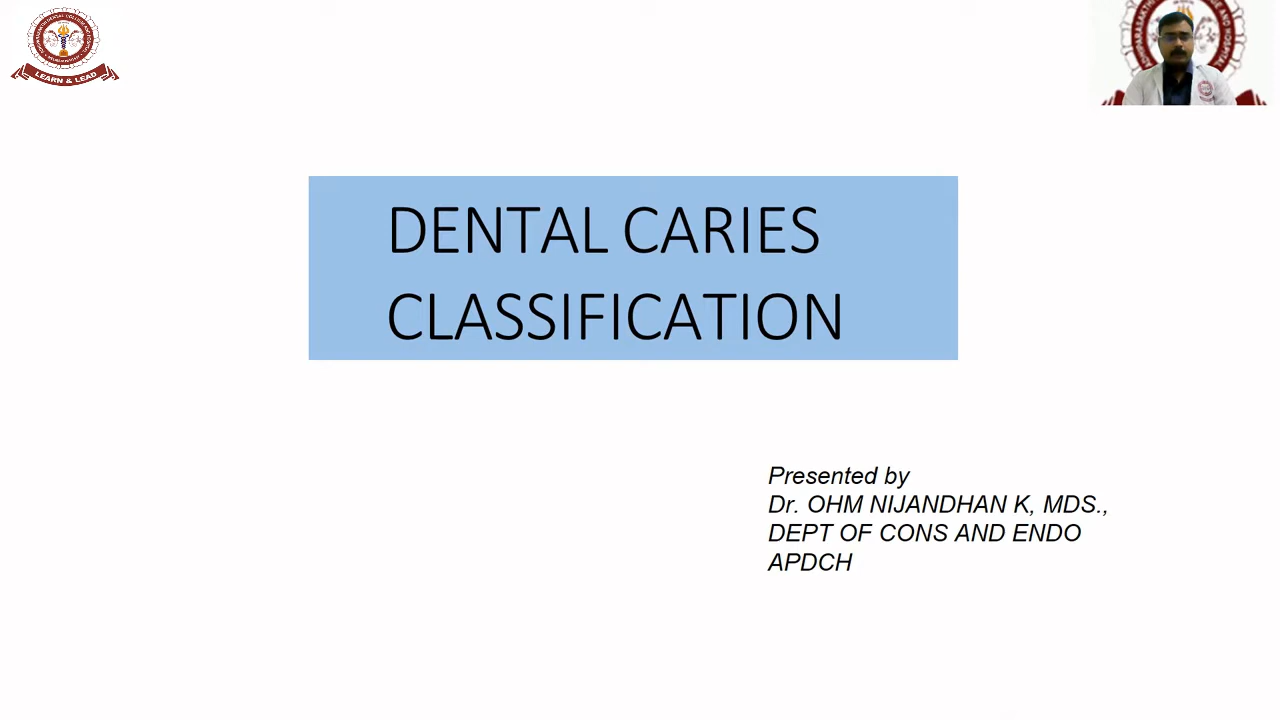 LEARN & LEAD
DENTAL CARIES
CLASSIFICATION
Presented by
Dr. OHM NIJANDHAN K, MDS.,
DEPT OF CONS AND ENDO
APDCH